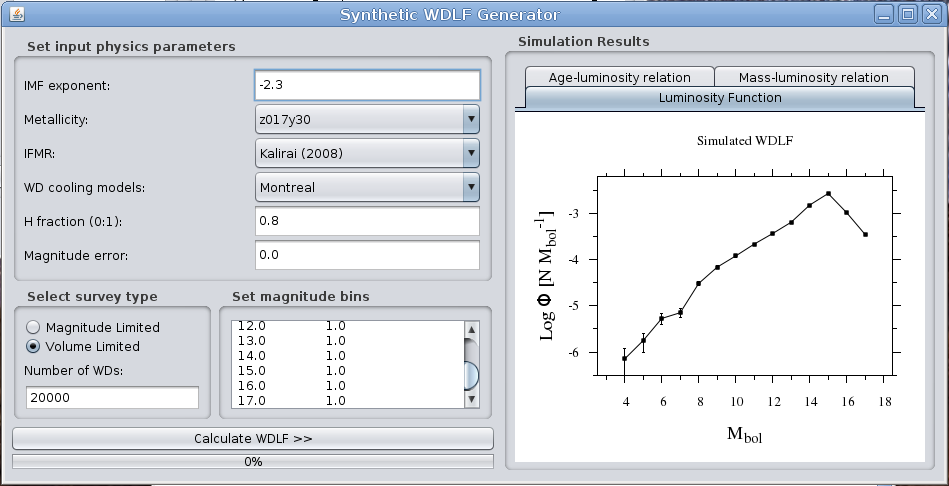 Synthetic WDLF Generator
Set input physics parameters
IMF exponent: -2.3
Metallicity: z017y30
IFMR: Kalirai (2008)
WD cooling models: Montreal
H fraction (0:1): 0.8
Magnitude error: 0.0
Select survey type
Magnitude Limited
Volume Limited
Number of WDs:
20000
Set magnitude bins
12.0 1.0
13.0 1.0
14.0 1.0
15.0 1.0
16.0 1.0
17.0 1.0
Calculate WDLF >>
0%
Simulation Results
Age-luminosity relation Mass-luminosity relation
Luminosity Function
Simulated WDLF
Log Φ [N Mbol-1]
-3
-4
-5
-6
4 6 8 10 12 14 16 18
Mbol